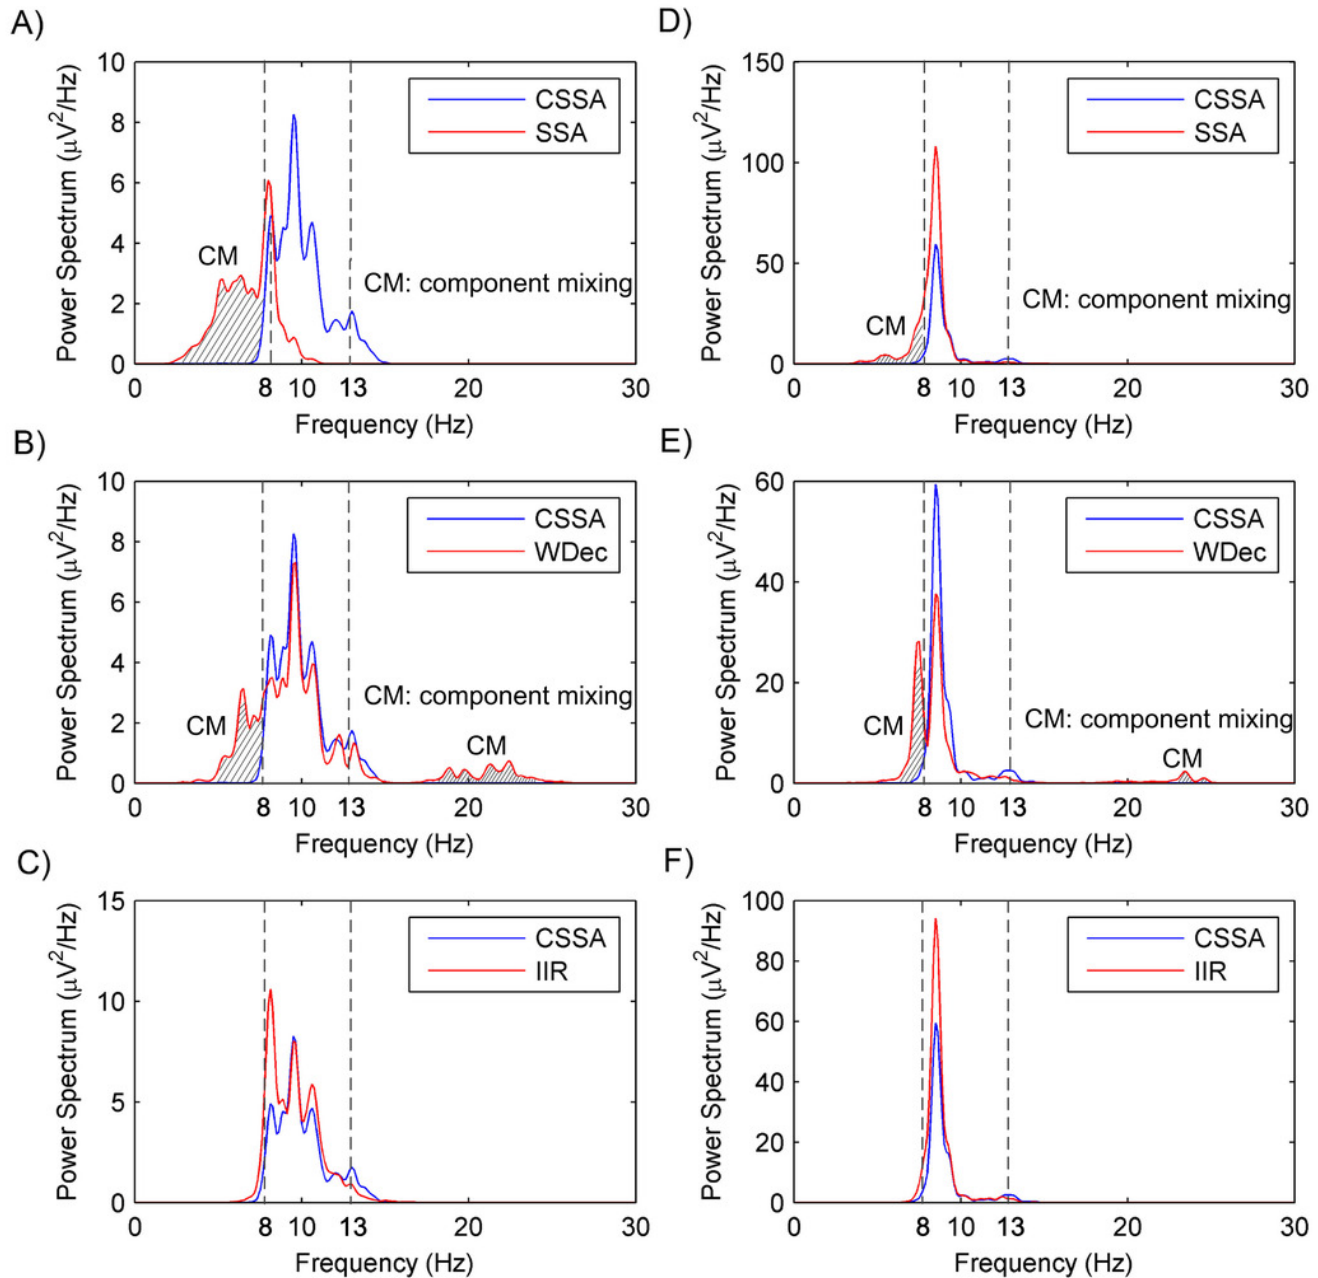 A)
Power Spectrum (μV²/Hz)
10
8
6
4
2
0
CSSA
SSA
CM
CM: component mixing
0 8 10 13 20 30
Frequency (Hz)
D)
Power Spectrum (μV²/Hz)
150
100
50
0
CSSA
SSA
CM
CM: component mixing
0 8 10 13 20 30
Frequency (Hz)
B)
Power Spectrum (μV²/Hz)
10
8
6
4
2
0
CSSA
WDec
CM: component mixing
CM
CM
0 8 10 13 20 30
Frequency (Hz)
E)
Power Spectrum (μV²/Hz)
60
40
20
0
CSSA
WDec
CM
CM: component mixing
CM
0 8 10 13 20 30
Frequency (Hz)
C)
Power Spectrum (μV²/Hz)
15
10
5
0
CSSA
IIR
0 8 10 13 20 30
Frequency (Hz)
F)
Power Spectrum (μV²/Hz)
100
80
60
40
20
0
CSSA
IIR
0 8 10 13 20 30
Frequency (Hz)